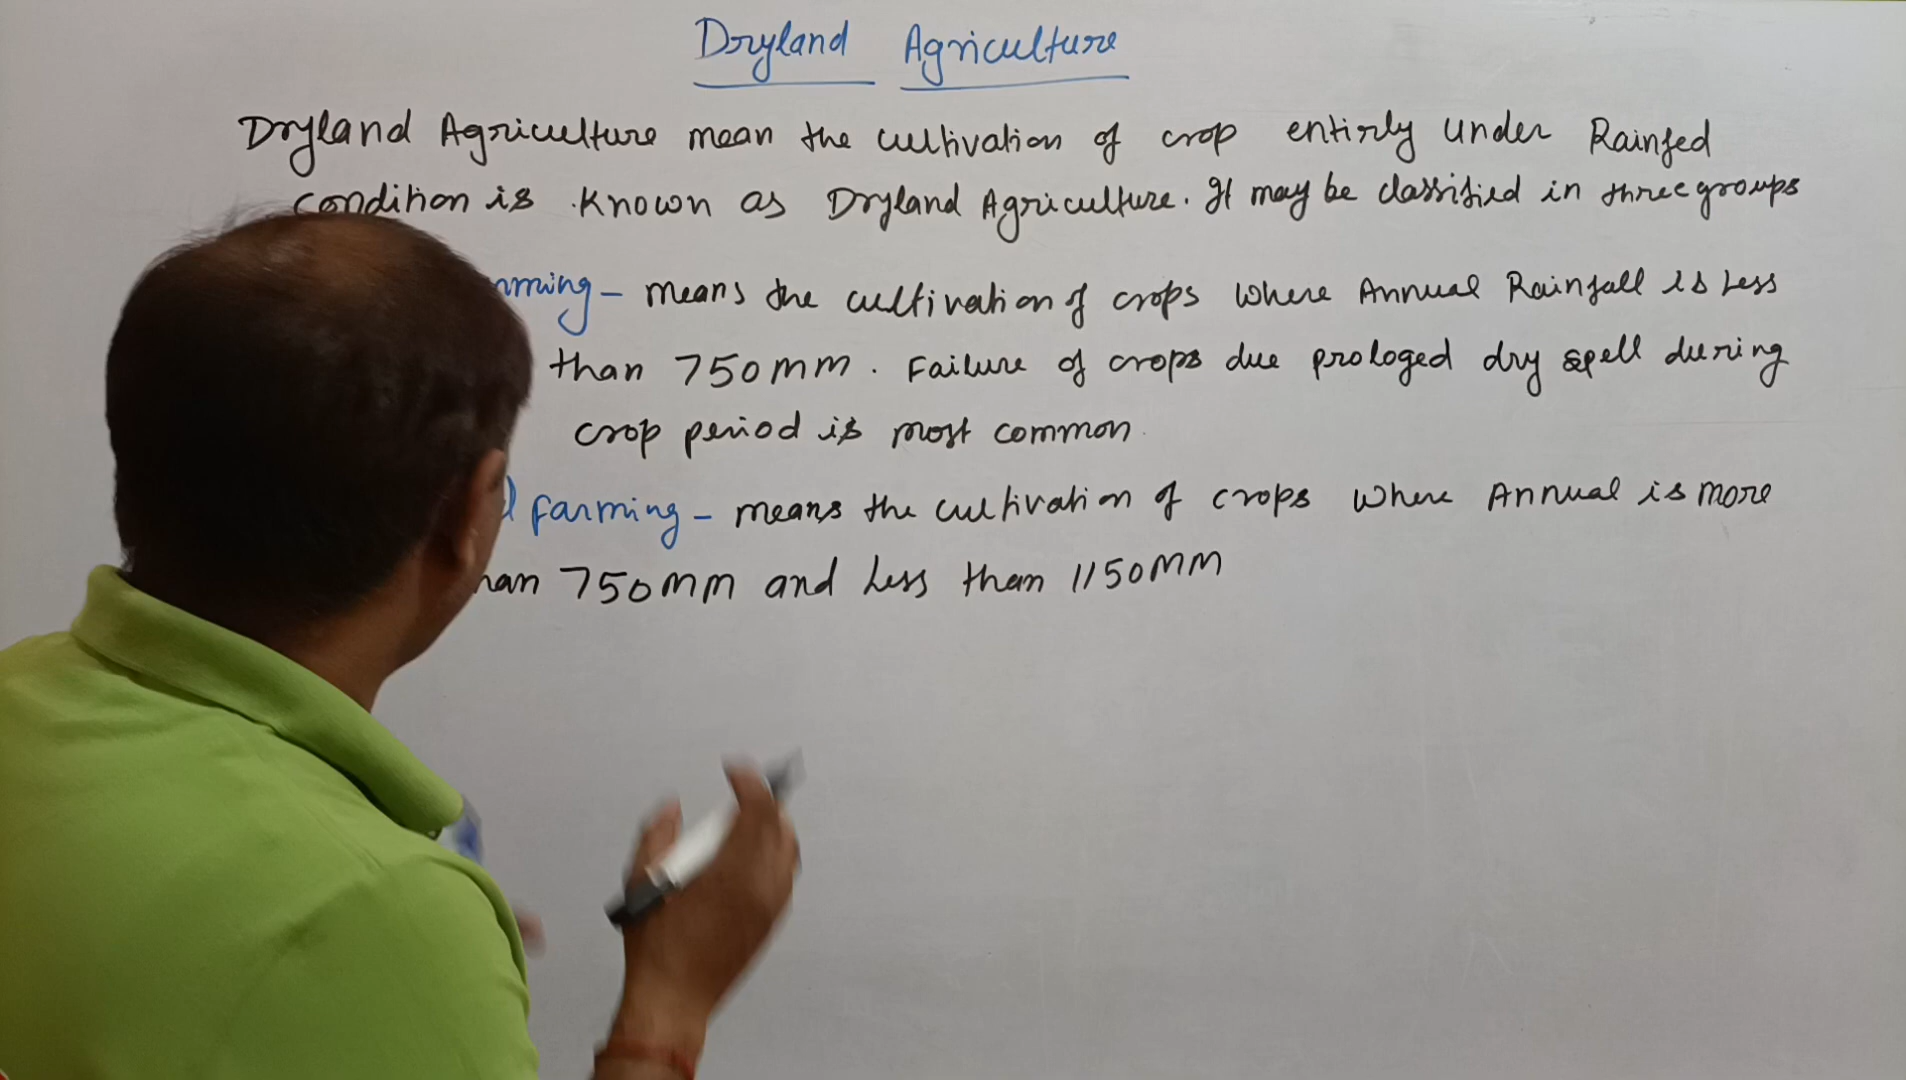 Dryland Agriculture
Dryland Agriculture mean the cultivation of crop entirly under Rainfed
condition is known as Dryland Agriculture. It may be classified in three groups
means the cultivation of crops where Annual Rainfall is Less
than 750mm. Failure of crops due prologed dry spell during
crop period is most common.
farming - means the cultivation of crops where Annual is more
750mm and Less than 1150mm